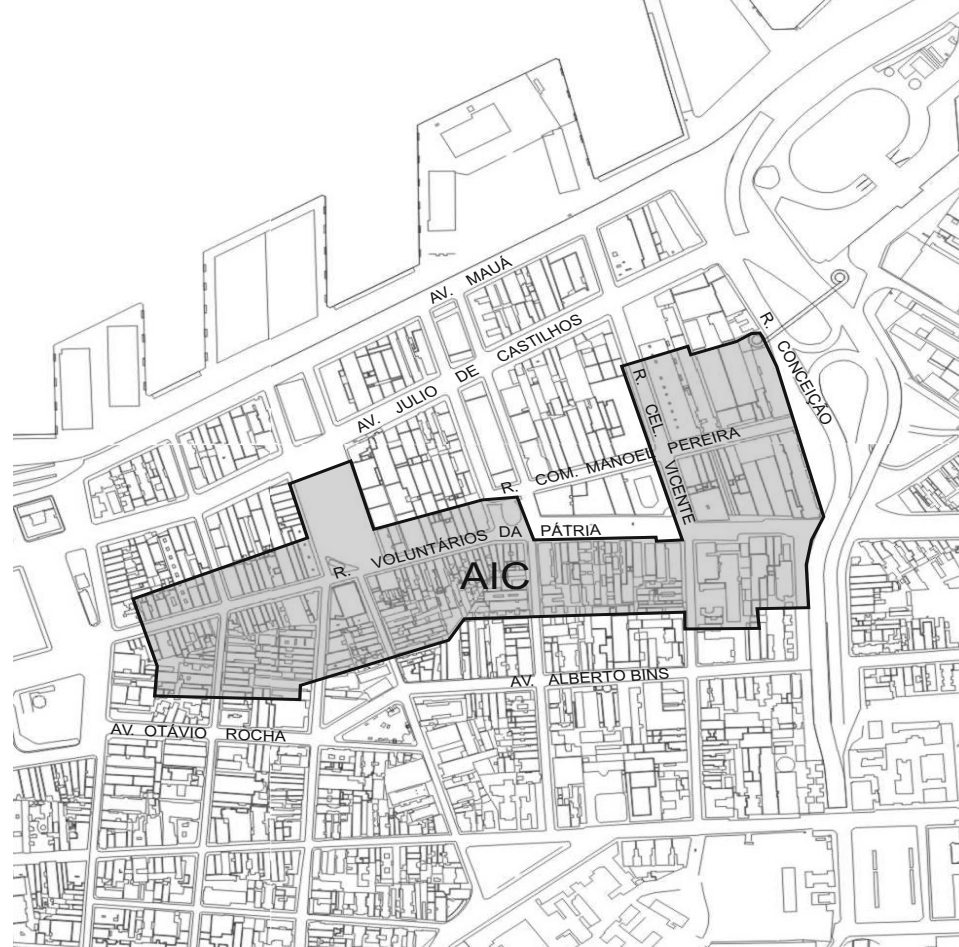 AV. MAUÁ
AV. JULIO DE CASTILHOS
R. CONCEIÇÃO
R. CEL. VICENTE
R. COM. MANOEL PEREIRA
R. VOLUNTÁRIOS DA PÁTRIA
AIC
AV. ALBERTO BINS
AV. OTÁVIO ROCHA